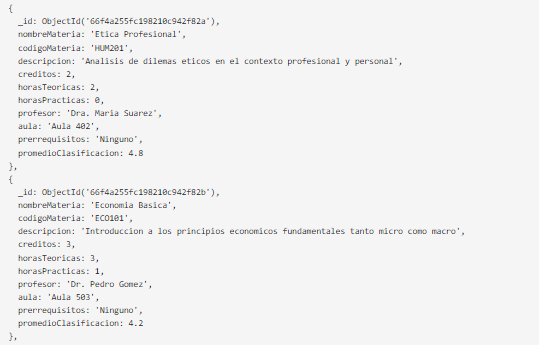 {
_id: ObjectId('66f4a255fc198210c942f82a'),
nombreMateria: 'Etica Profesional',
codigoMateria: 'HUM201',
descripcion: 'Analisis de dilemas eticos en el contexto profesional y personal',
creditos: 2,
horasTeoricas: 2,
horasPracticas: 0,
profesor: 'Dra. Maria Suarez',
aula: 'Aula 402',
prerrequisitos: 'Ninguno',
promedioClasificacion: 4.8
},
{
_id: ObjectId('66f4a255fc198210c942f82b'),
nombreMateria: 'Economia Basica',
codigoMateria: 'ECO101',
descripcion: 'Introduccion a los principios economicos fundamentales tanto micro como macro',
creditos: 3,
horasTeoricas: 3,
horasPracticas: 1,
profesor: 'Dr. Pedro Gomez',
aula: 'Aula 503',
prerrequisitos: 'Ninguno',
promedioClasificacion: 4.2
},